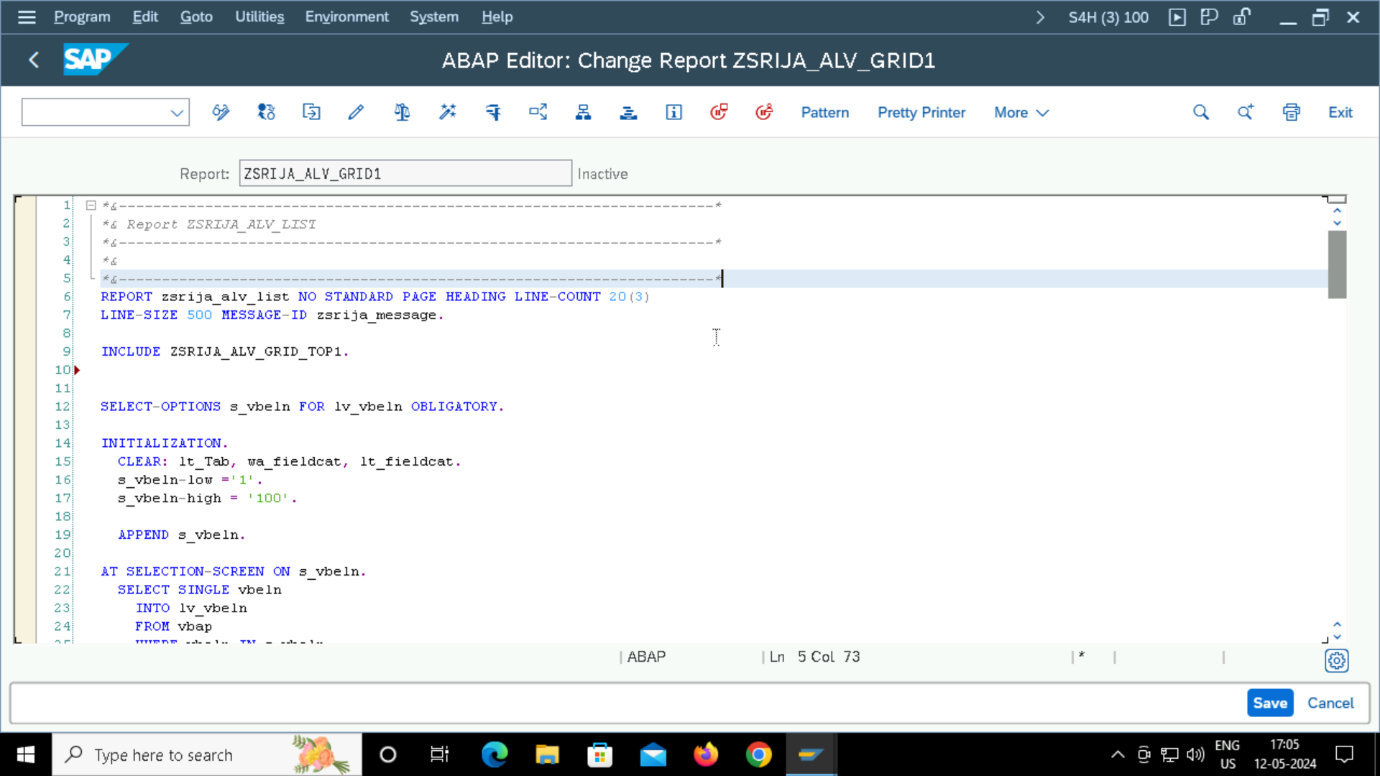 Program Edit Goto Utilities Environment System Help S4H (3) 100
SAP ABAP Editor: Change Report ZSRIJA_ALV_GRID1
Pattern Pretty Printer More Exit
Report: ZSRIJA_ALV_GRID1 Inactive
1 *&---------------------------------------------------------------------*
2 *& Report ZSRIJA_ALV_LIST
3 *&---------------------------------------------------------------------*
4 *&
5 *&---------------------------------------------------------------------*
6 REPORT zsrija_alv_list NO STANDARD PAGE HEADING LINE-COUNT 20(3)
7 LINE-SIZE 500 MESSAGE-ID zsrija_message.
8
9 INCLUDE ZSRIJA_ALV_GRID_TOP1.
10
11
12 SELECT-OPTIONS s_vbeln FOR lv_vbeln OBLIGATORY.
13
14 INITIALIZATION.
15 CLEAR: lt_Tab, wa_fieldcat, lt_fieldcat.
16 s_vbeln-low ='1'.
17 s_vbeln-high = '100'.
18
19 APPEND s_vbeln.
20
21 AT SELECTION-SCREEN ON s_vbeln.
22 SELECT SINGLE vbeln
23 INTO lv_vbeln
24 FROM vbap
25 WHERE vbeln IN s_vbeln
ABAP Ln 5 Col 73 *
Save Cancel
Type here to search ENG 17:05
US 12-05-2024